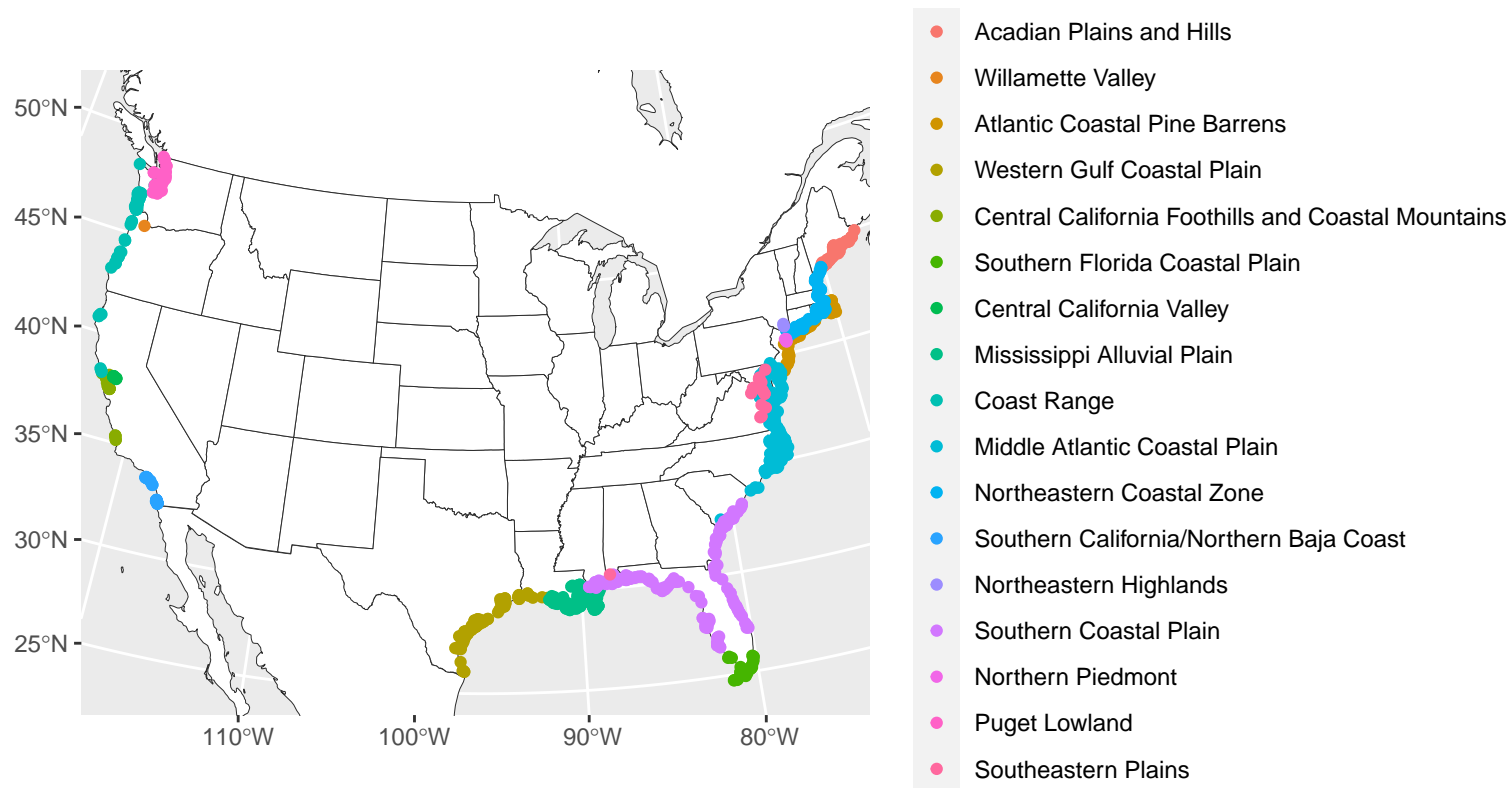 50°N
45°N
40°N
35°N
30°N
25°N
110°W
100°W
90°W
80°W
Acadian Plains and Hills
Willamette Valley
Atlantic Coastal Pine Barrens
Western Gulf Coastal Plain
Central California Foothills and Coastal Mountains
Southern Florida Coastal Plain
Central California Valley
Mississippi Alluvial Plain
Coast Range
Middle Atlantic Coastal Plain
Northeastern Coastal Zone
Southern California/Northern Baja Coast
Northeastern Highlands
Southern Coastal Plain
Northern Piedmont
Puget Lowland
Southeastern Plains